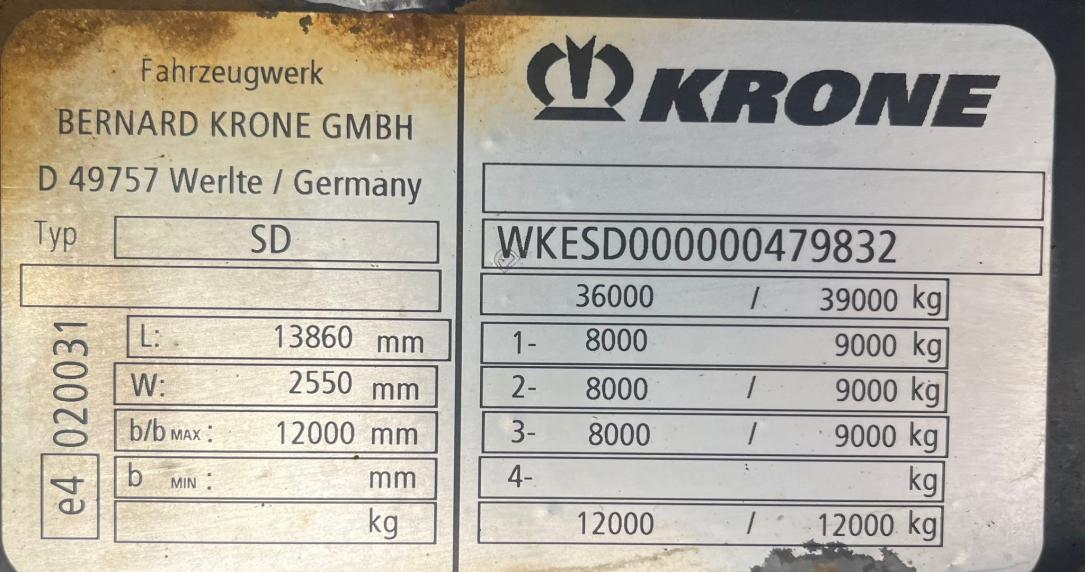 Fahrzeugwerk
BERNARD KRONE GMBH
D 49757 Werlte / Germany
Typ SD
L: 13860 mm
W: 2550 mm
b/b MAX : 12000 mm
b MIN : mm
kg
e4 020031
KRONE
WKESD000000479832
36000 / 39000 kg
1- 8000 9000 kg
2- 8000 / 9000 kg
3- 8000 / 9000 kg
4- kg
12000 / 12000 kg